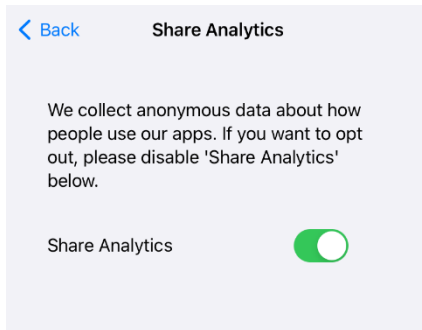 Back
Share Analytics
We collect anonymous data about how
people use our apps. If you want to opt
out, please disable 'Share Analytics'
below.
Share Analytics